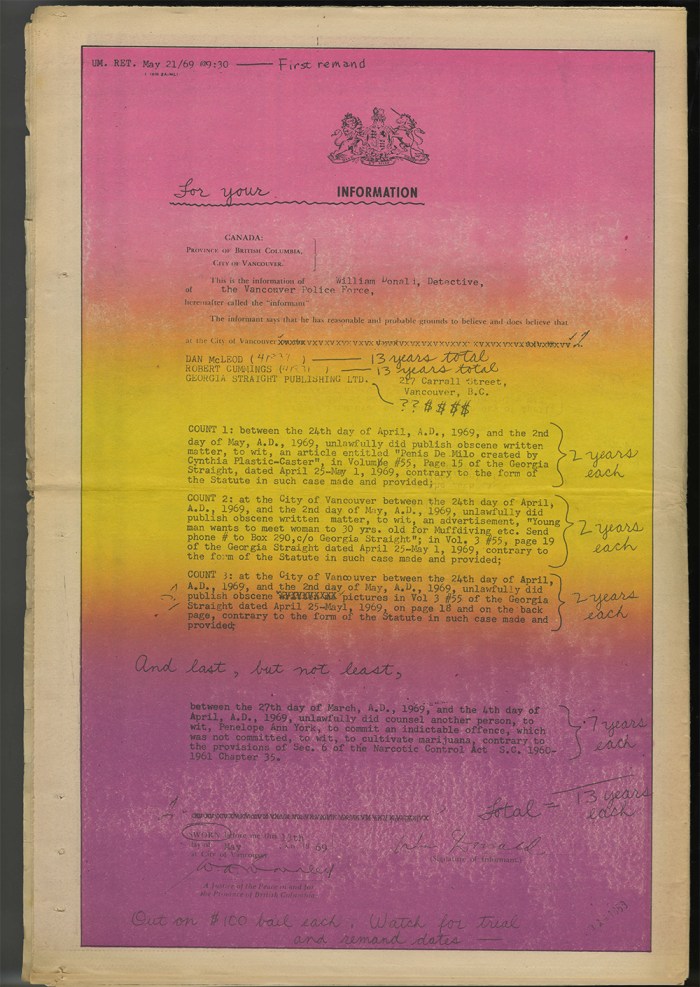 UM. RET. May 21/69 @9:30 — First remand
For your INFORMATION
CANADA:
PROVINCE OF BRITISH COLUMBIA,
CITY OF VANCOUVER.
This is the information of William Donald, Detective,
of the Vancouver Police Force,
hereinafter called the "informant"
The informant says that he has reasonable and probable grounds to believe and does believe that
at the City of Vancouver
DAN McLEOD — 13 years total
ROBERT CUMMINGS — 13 years total
GEORGIA STRAIGHT PUBLISHING LTD. 217 Carrall Street,
Vancouver, B.C.
??$$$$
COUNT 1: between the 24th day of April, A.D., 1969, and the 2nd
day of May, A.D., 1969, unlawfully did publish obscene written
matter, to wit, an article entitled "Penis De Milo created by
Cynthia Plastic-Caster", in Volume #55, Page 15 of the Georgia
Straight, dated April 25-May 1, 1969, contrary to the form of
the Statute in such case made and provided;
2 years
each
COUNT 2: at the City of Vancouver between the 24th day of April,
A.D., 1969, and the 2nd day of May, A.D., 1969, unlawfully did
publish obscene written matter, to wit, an advertisement, "Young
man wants to meet woman to 30 yrs. old for Muffdiving etc. Send
phone # to Box 290,c/o Georgia Straight"; in Vol, 3 #55, page 19
of the Georgia Straight dated April 25-May 1, 1969, contrary to
the form of the Statute in such case made and provided;
2 years
each
COUNT 3: at the City of Vancouver between the 24th day of April,
A.D., 1969, and the 2nd day of May, A.D., 1969, unlawfully did
publish obscene pictures in Vol 3 #55 of the Georgia
Straight dated April 25-May1, 1969, on page 18 and on the back
page, contrary to the form of the Statute in such case made and
provided;
2 years
each
And last, but not least,
between the 27th day of March, A.D., 1969, and the 4th day of
April, A.D., 1969, unlawfully did counsel another person, to
wit, Penelope Ann York, to commit an indictable offence, which
was not committed, to wit, to cultivate marijuana, contrary to
the provisions of Sec. 6 of the Narcotic Control Act S.C. 1960-
1961 Chapter 35.
7 years
each
Total = 13 years
each
SWORN before me this 13th
day of May 1969
at City of Vancouver
(Signature of Informant)
A Justice of the Peace in and for
the Province of British Columbia
Out on $100 bail each. Watch for trial
and remand dates —